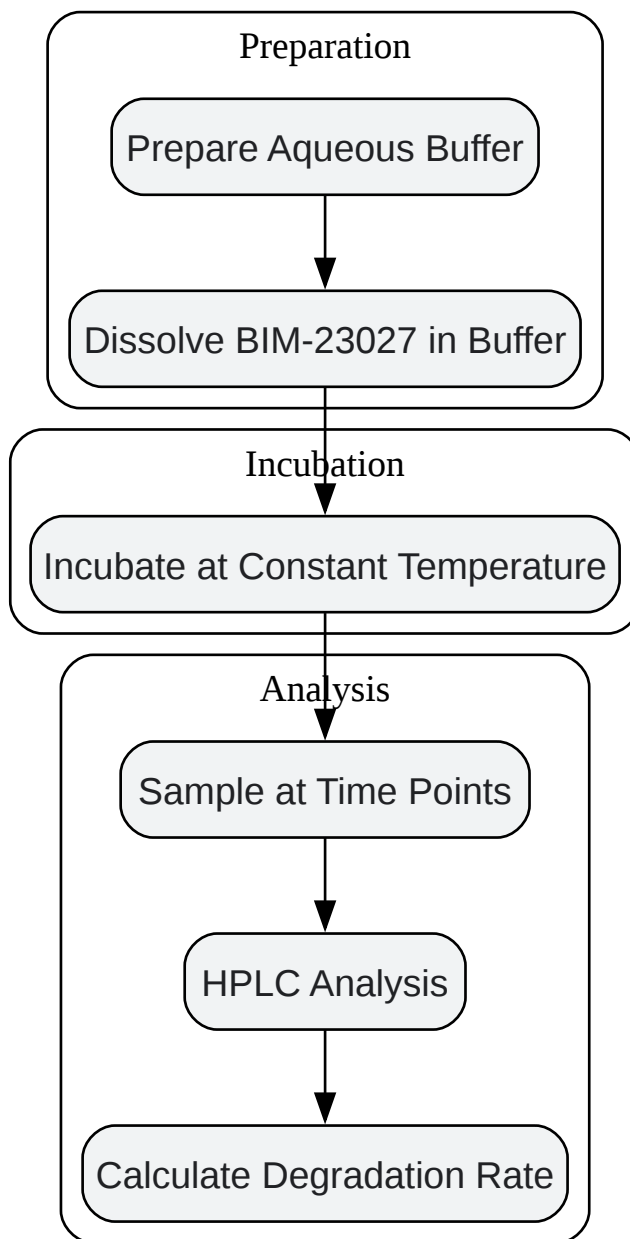 Preparation
Prepare Aqueous Buffer
Dissolve BIM-23027 in Buffer
Incubation
Incubate at Constant Temperature
Analysis
Sample at Time Points
HPLC Analysis
Calculate Degradation Rate